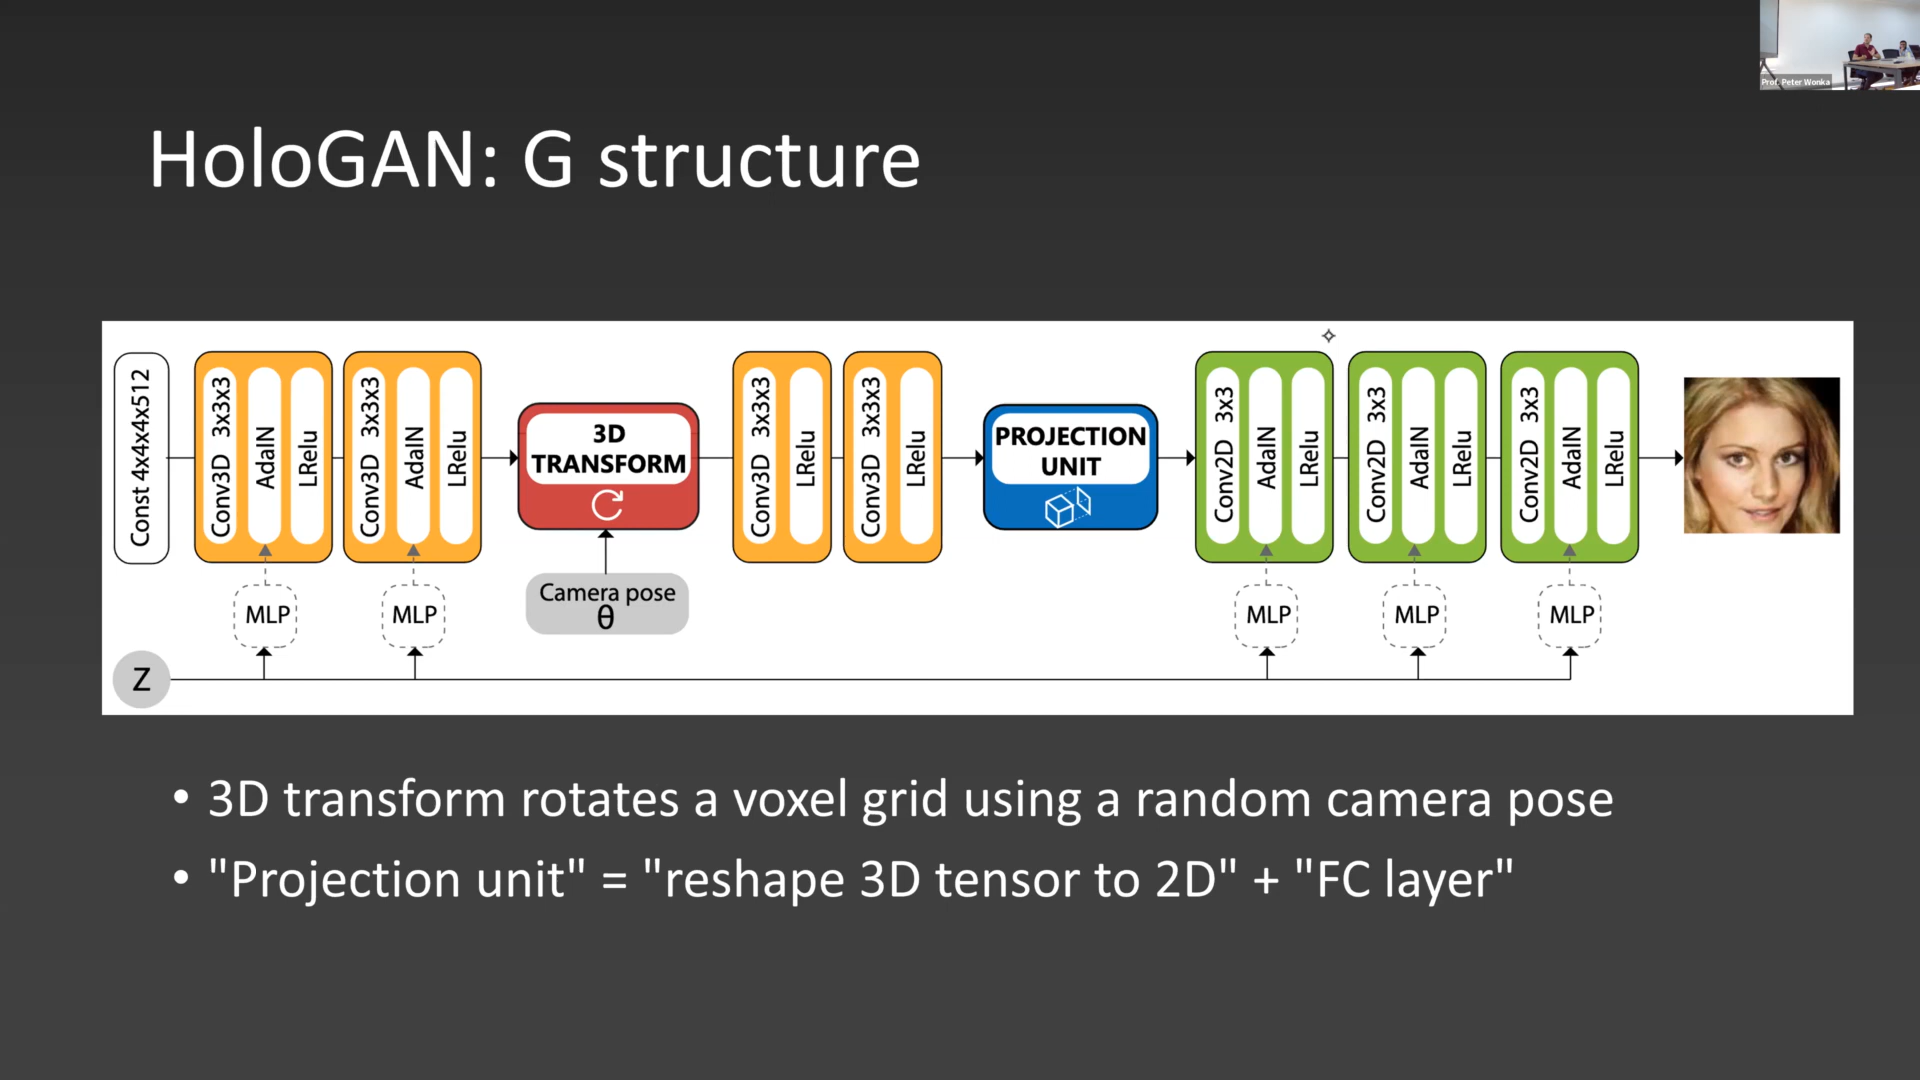 Prof. Peter Wonka
HoloGAN: G structure
Const 4x4x4x512
Conv3D 3x3x3
AdaIN
LRelu
Conv3D 3x3x3
AdaIN
LRelu
3D
TRANSFORM
Conv3D 3x3x3
LRelu
Conv3D 3x3x3
LRelu
PROJECTION
UNIT
Conv2D 3x3
AdaIN
LRelu
Conv2D 3x3
AdaIN
LRelu
Conv2D 3x3
AdaIN
LRelu
Camera pose
θ
MLP
MLP
MLP
MLP
MLP
Z
• 3D transform rotates a voxel grid using a random camera pose
• "Projection unit" = "reshape 3D tensor to 2D" + "FC layer"